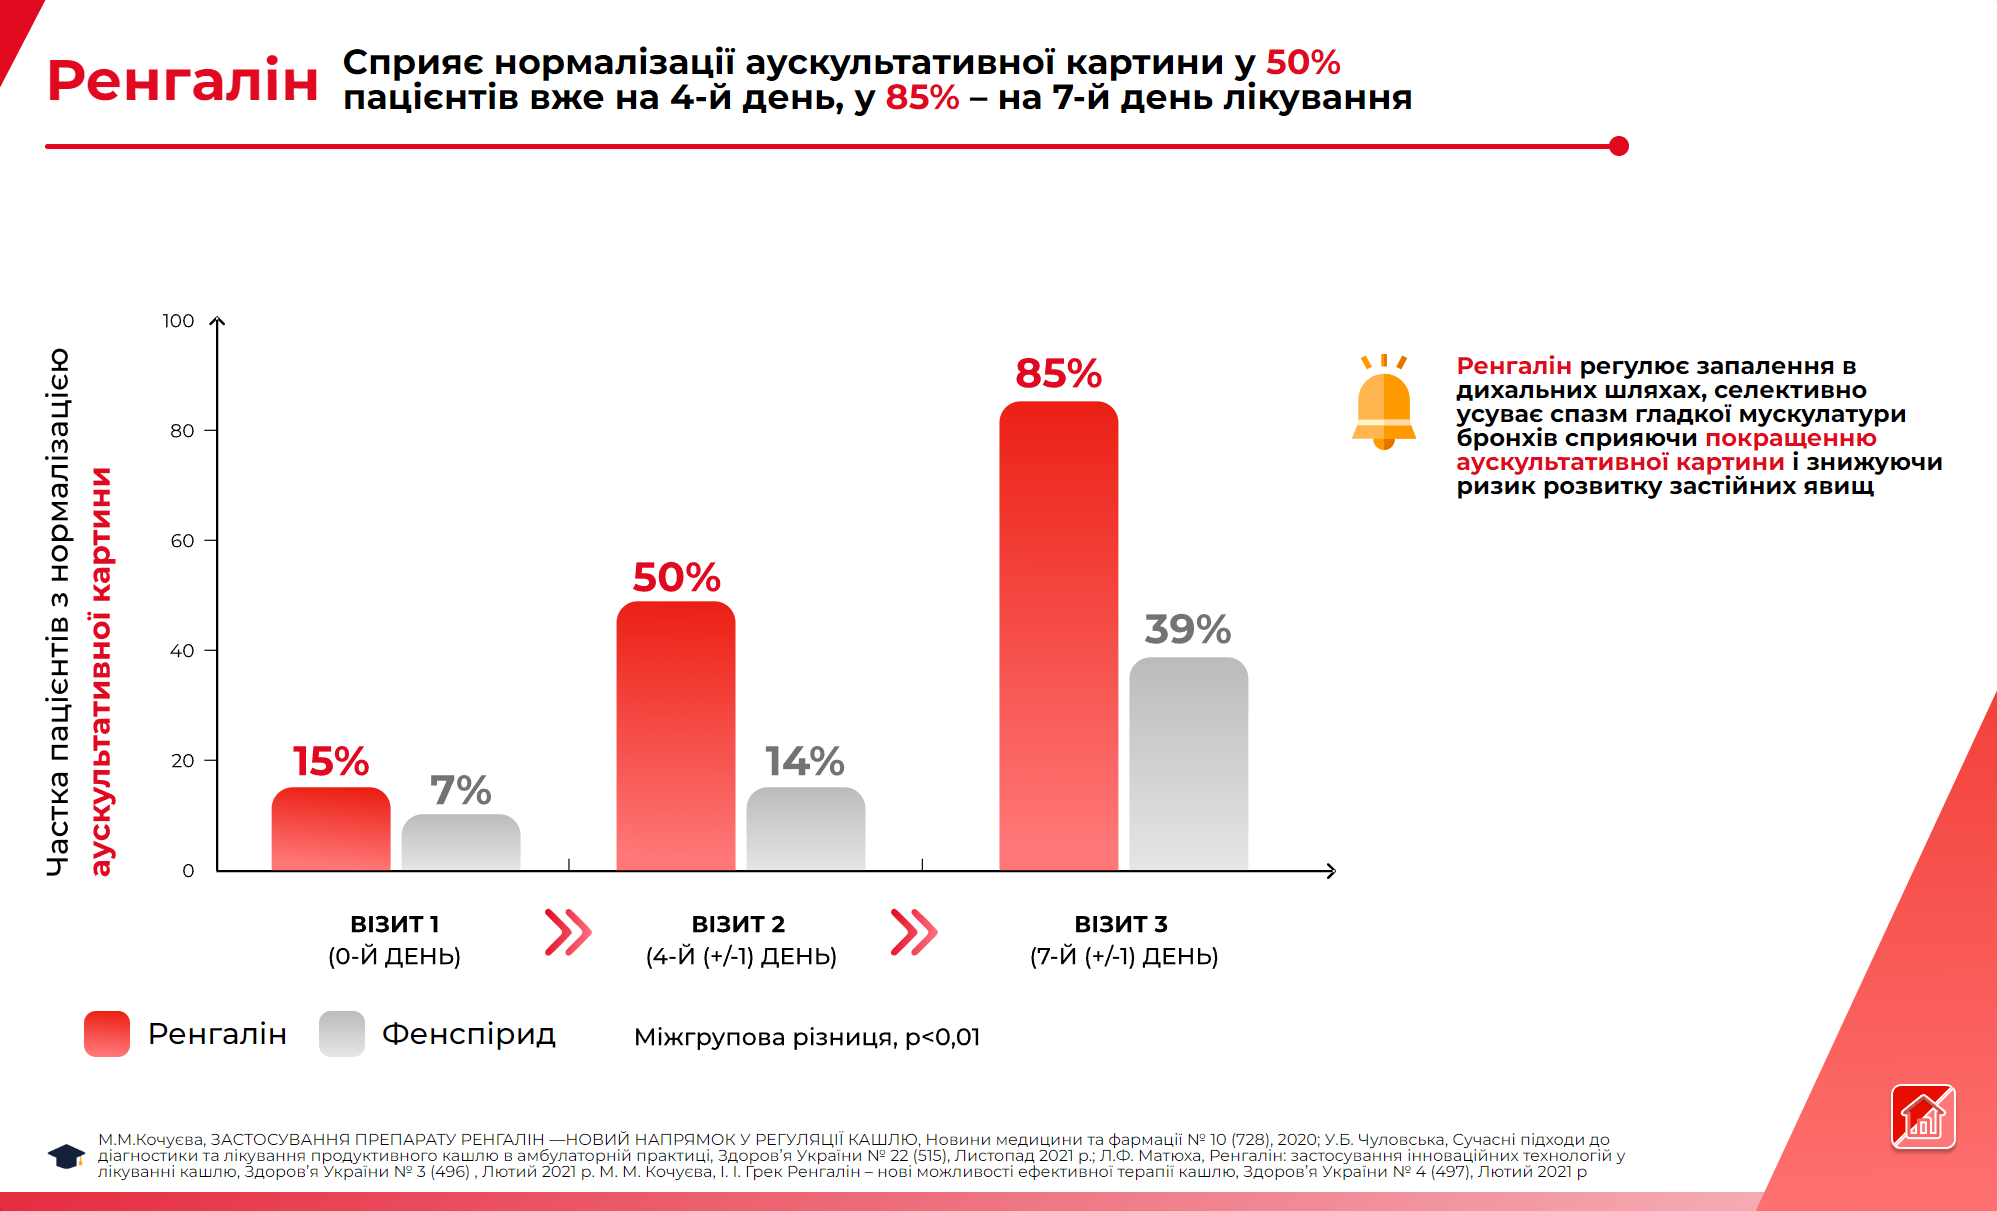 Ренгалін
Сприяє нормалізації аускультативної картини у 50%
пацієнтів вже на 4-й день, у 85% – на 7-й день лікування
Частка пацієнтів з нормалізацією
аускультативної картини
100
80
60
40
20
0
15%
7%
50%
14%
85%
39%
ВІЗИТ 1
(0-Й ДЕНЬ)
ВІЗИТ 2
(4-Й (+/-1) ДЕНЬ)
ВІЗИТ 3
(7-Й (+/-1) ДЕНЬ)
Ренгалін
Фенспірид
Міжгрупова різниця, p<0,01
Ренгалін регулює запалення в
дихальних шляхах, селективно
усуває спазм гладкої мускулатури
бронхів сприяючи покращенню
аускультативної картини і знижуючи
ризик розвитку застійних явищ
М.М.Кочуєва, ЗАСТОСУВАННЯ ПРЕПАРАТУ РЕНГАЛІН —НОВИЙ НАПРЯМОК У РЕГУЛЯЦІЇ КАШЛЮ, Новини медицини та фармації № 10 (728), 2020; У.Б. Чуловська, Сучасні підходи до
діагностики та лікування продуктивного кашлю в амбулаторній практиці, Здоров’я України № 22 (515), Листопад 2021 р.; Л.Ф. Матюха, Ренгалін: застосування інноваційних технологій у
лікуванні кашлю, Здоров’я України № 3 (496) , Лютий 2021 р. М. М. Кочуєва, І. І. Грек Ренгалін – нові можливості ефективної терапії кашлю, Здоров’я України № 4 (497), Лютий 2021 р